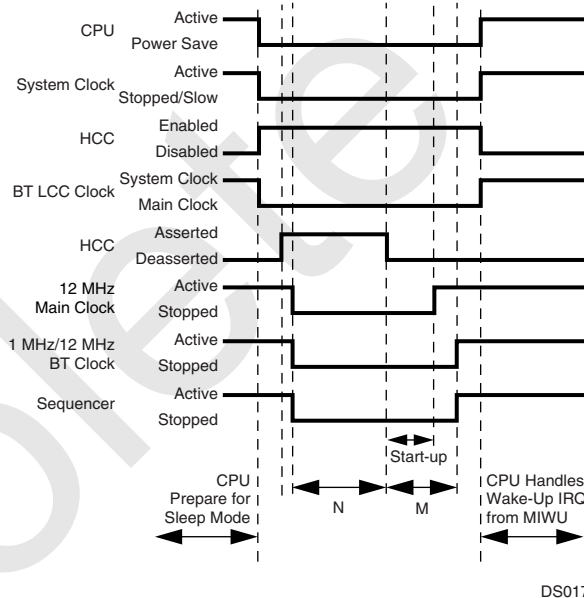 CPU
Active
Power Save
System Clock
Active
Stopped/Slow
HCC
Enabled
Disabled
BT LCC Clock
System Clock
Main Clock
HCC
Asserted
Deasserted
12 MHz
Main Clock
Active
Stopped
1 MHz/12 MHz
BT Clock
Active
Stopped
Sequencer
Active
Stopped
Start-up
CPU
Prepare for
Sleep Mode
N
M
CPU Handles
Wake-Up IRQ
from MIWU
DS017